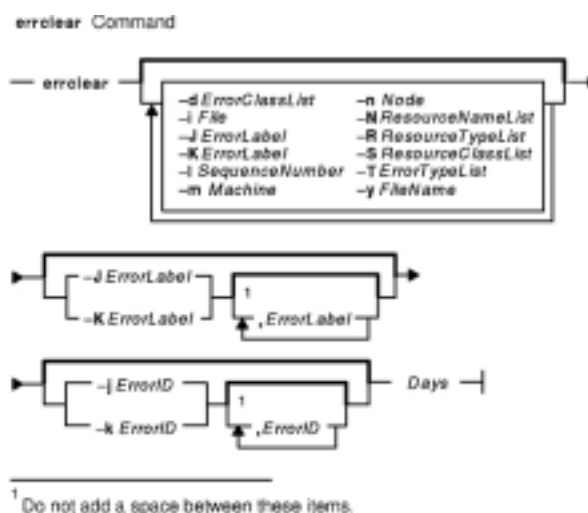 errclear Command
errclear
-d ErrorClassList -n Node
-i File -N ResourceNameList
-J ErrorLabel -R ResourceTypeList
-K ErrorLabel -S ResourceClassList
-l SequenceNumber -T ErrorTypeList
-m Machine -y FileName
-J ErrorLabel
1
-K ErrorLabel ,ErrorLabel
-j ErrorID Days
1
-k ErrorID ,ErrorID
1 Do not add a space between these items.